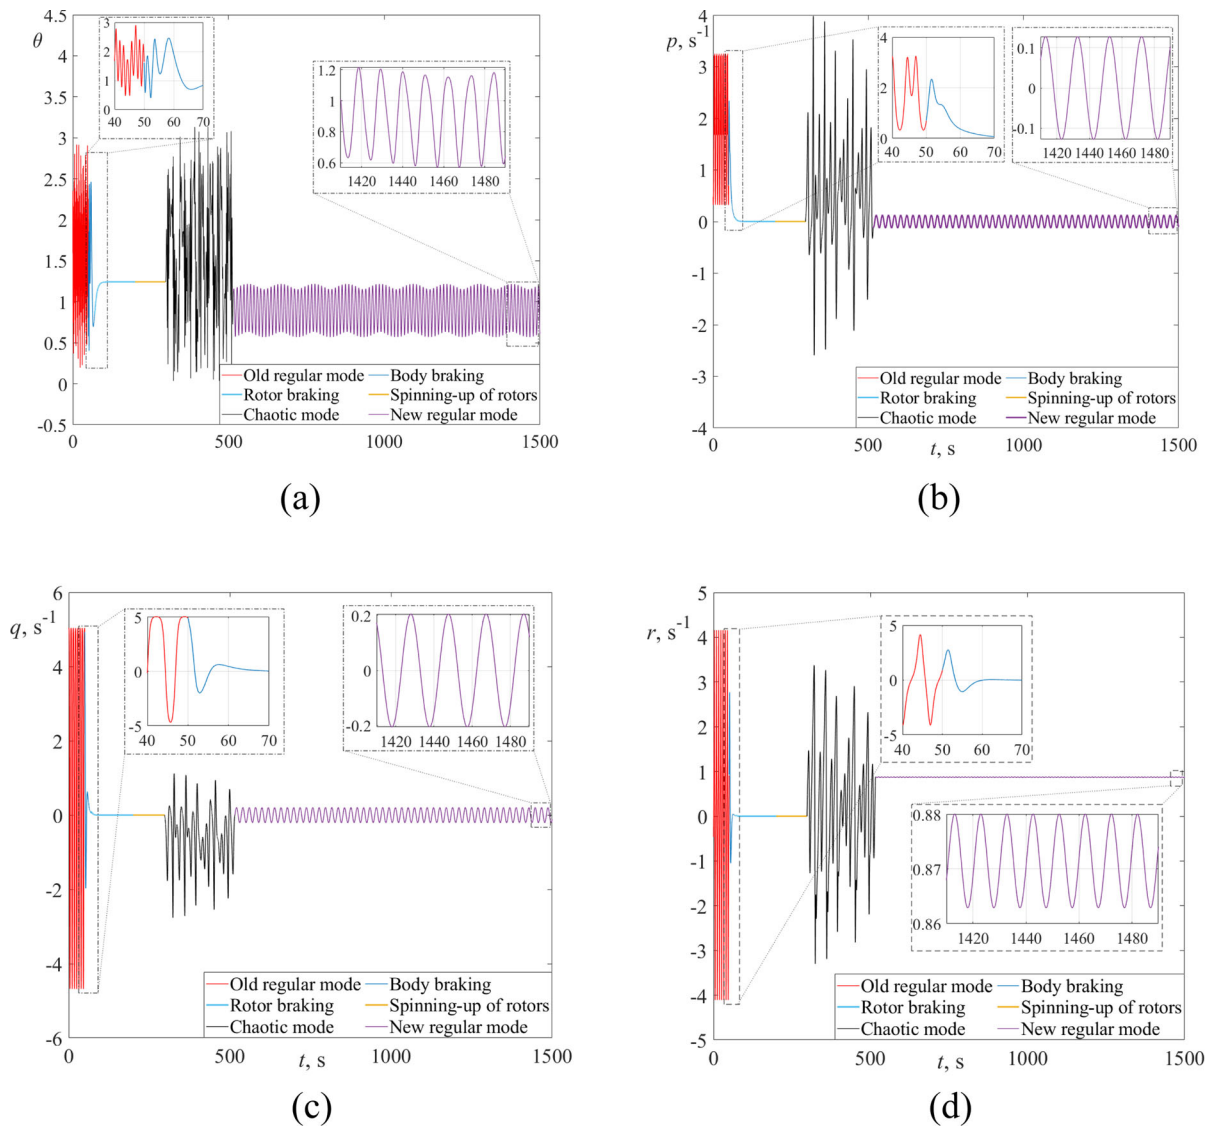 4.5
θ
4
3.5
3
2.5
2
1.5
1
0.5
0
-0.5
3
2
1
0
40 50 60 70
1.2
1
0.8
0.6
1420 1440 1460 1480
Old regular mode Body braking
Rotor braking Spinning-up of rotors
Chaotic mode New regular mode
0 500 1000 1500
t, s
(a)
4
p, s⁻¹
3
2
1
0
-1
-2
-3
-4
4
2
0
40 50 60 70
0.1
0
-0.1
1420 1440 1460 1480
Old regular mode Body braking
Rotor braking Spinning-up of rotors
Chaotic mode New regular mode
0 500 1000 1500
t, s
(b)
6
q, s⁻¹
4
2
0
-2
-4
-6
5
0
-5
40 50 60 70
0.2
0
-0.2
1420 1440 1460 1480
Old regular mode Body braking
Rotor braking Spinning-up of rotors
Chaotic mode New regular mode
0 500 1000 1500
t, s
(c)
5
r, s⁻¹
4
3
2
1
0
-1
-2
-3
-4
-5
5
0
-5
40 50 60 70
0.88
0.87
0.86
1420 1440 1460 1480
Old regular mode Body braking
Rotor braking Spinning-up of rotors
Chaotic mode New regular mode
0 500 1000 1500
t, s
(d)